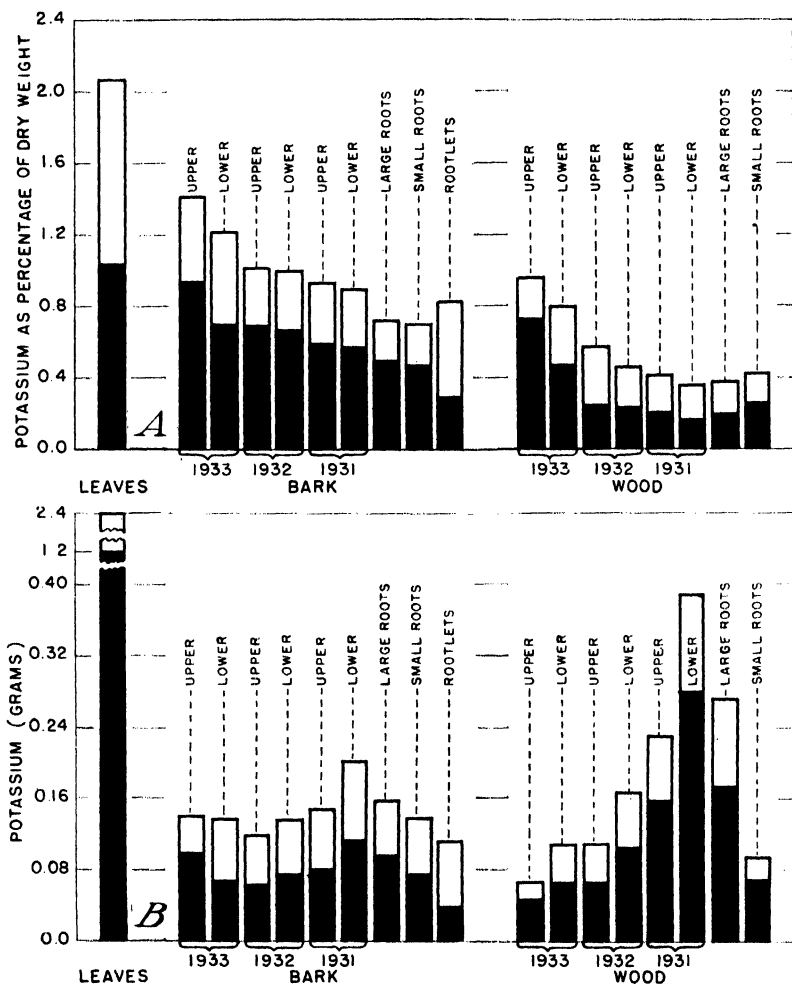 POTASSIUM AS PERCENTAGE OF DRY WEIGHT
2.4
2.0
1.6
1.2
0.8
0.4
0.0
A
UPPER
LOWER
UPPER
LOWER
UPPER
LOWER
LARGE ROOTS
SMALL ROOTS
ROOTLETS
UPPER
LOWER
UPPER
LOWER
UPPER
LOWER
LARGE ROOTS
SMALL ROOTS
1933 1932 1931 1933 1932 1931
LEAVES BARK WOOD
POTASSIUM (GRAMS)
2.4
1 2
0.40
0.32
0.24
0.16
0.08
0.0
B
UPPER
LOWER
UPPER
LOWER
UPPER
LOWER
LARGE ROOTS
SMALL ROOTS
ROOTLETS
UPPER
LOWER
UPPER
LOWER
UPPER
LOWER
LARGE ROOTS
SMALL ROOTS
1933 1932 1931 1933 1932 1931
LEAVES BARK WOOD